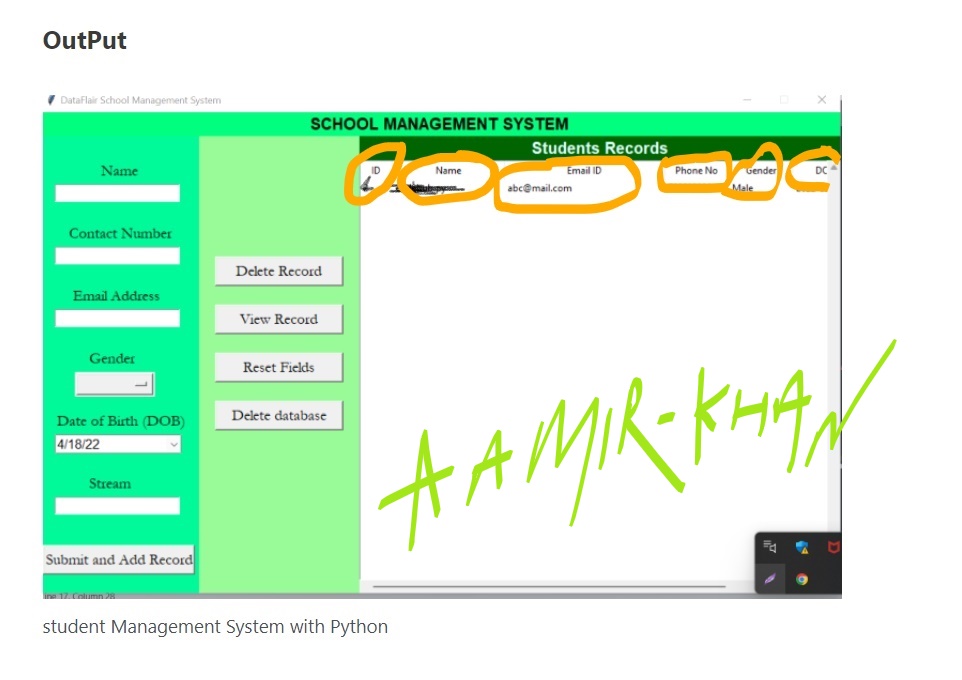 OutPut
DataFlair School Management System
SCHOOL MANAGEMENT SYSTEM
Students Records
ID Name Email ID Phone No Gender DC
abc@mail.com Male
Name
Contact Number
Email Address
Gender
Date of Birth (DOB)
4/18/22
Stream
Submit and Add Record
Delete Record
View Record
Reset Fields
Delete database
AAMIR-KHAN
ine 17, Column 28
student Management System with Python